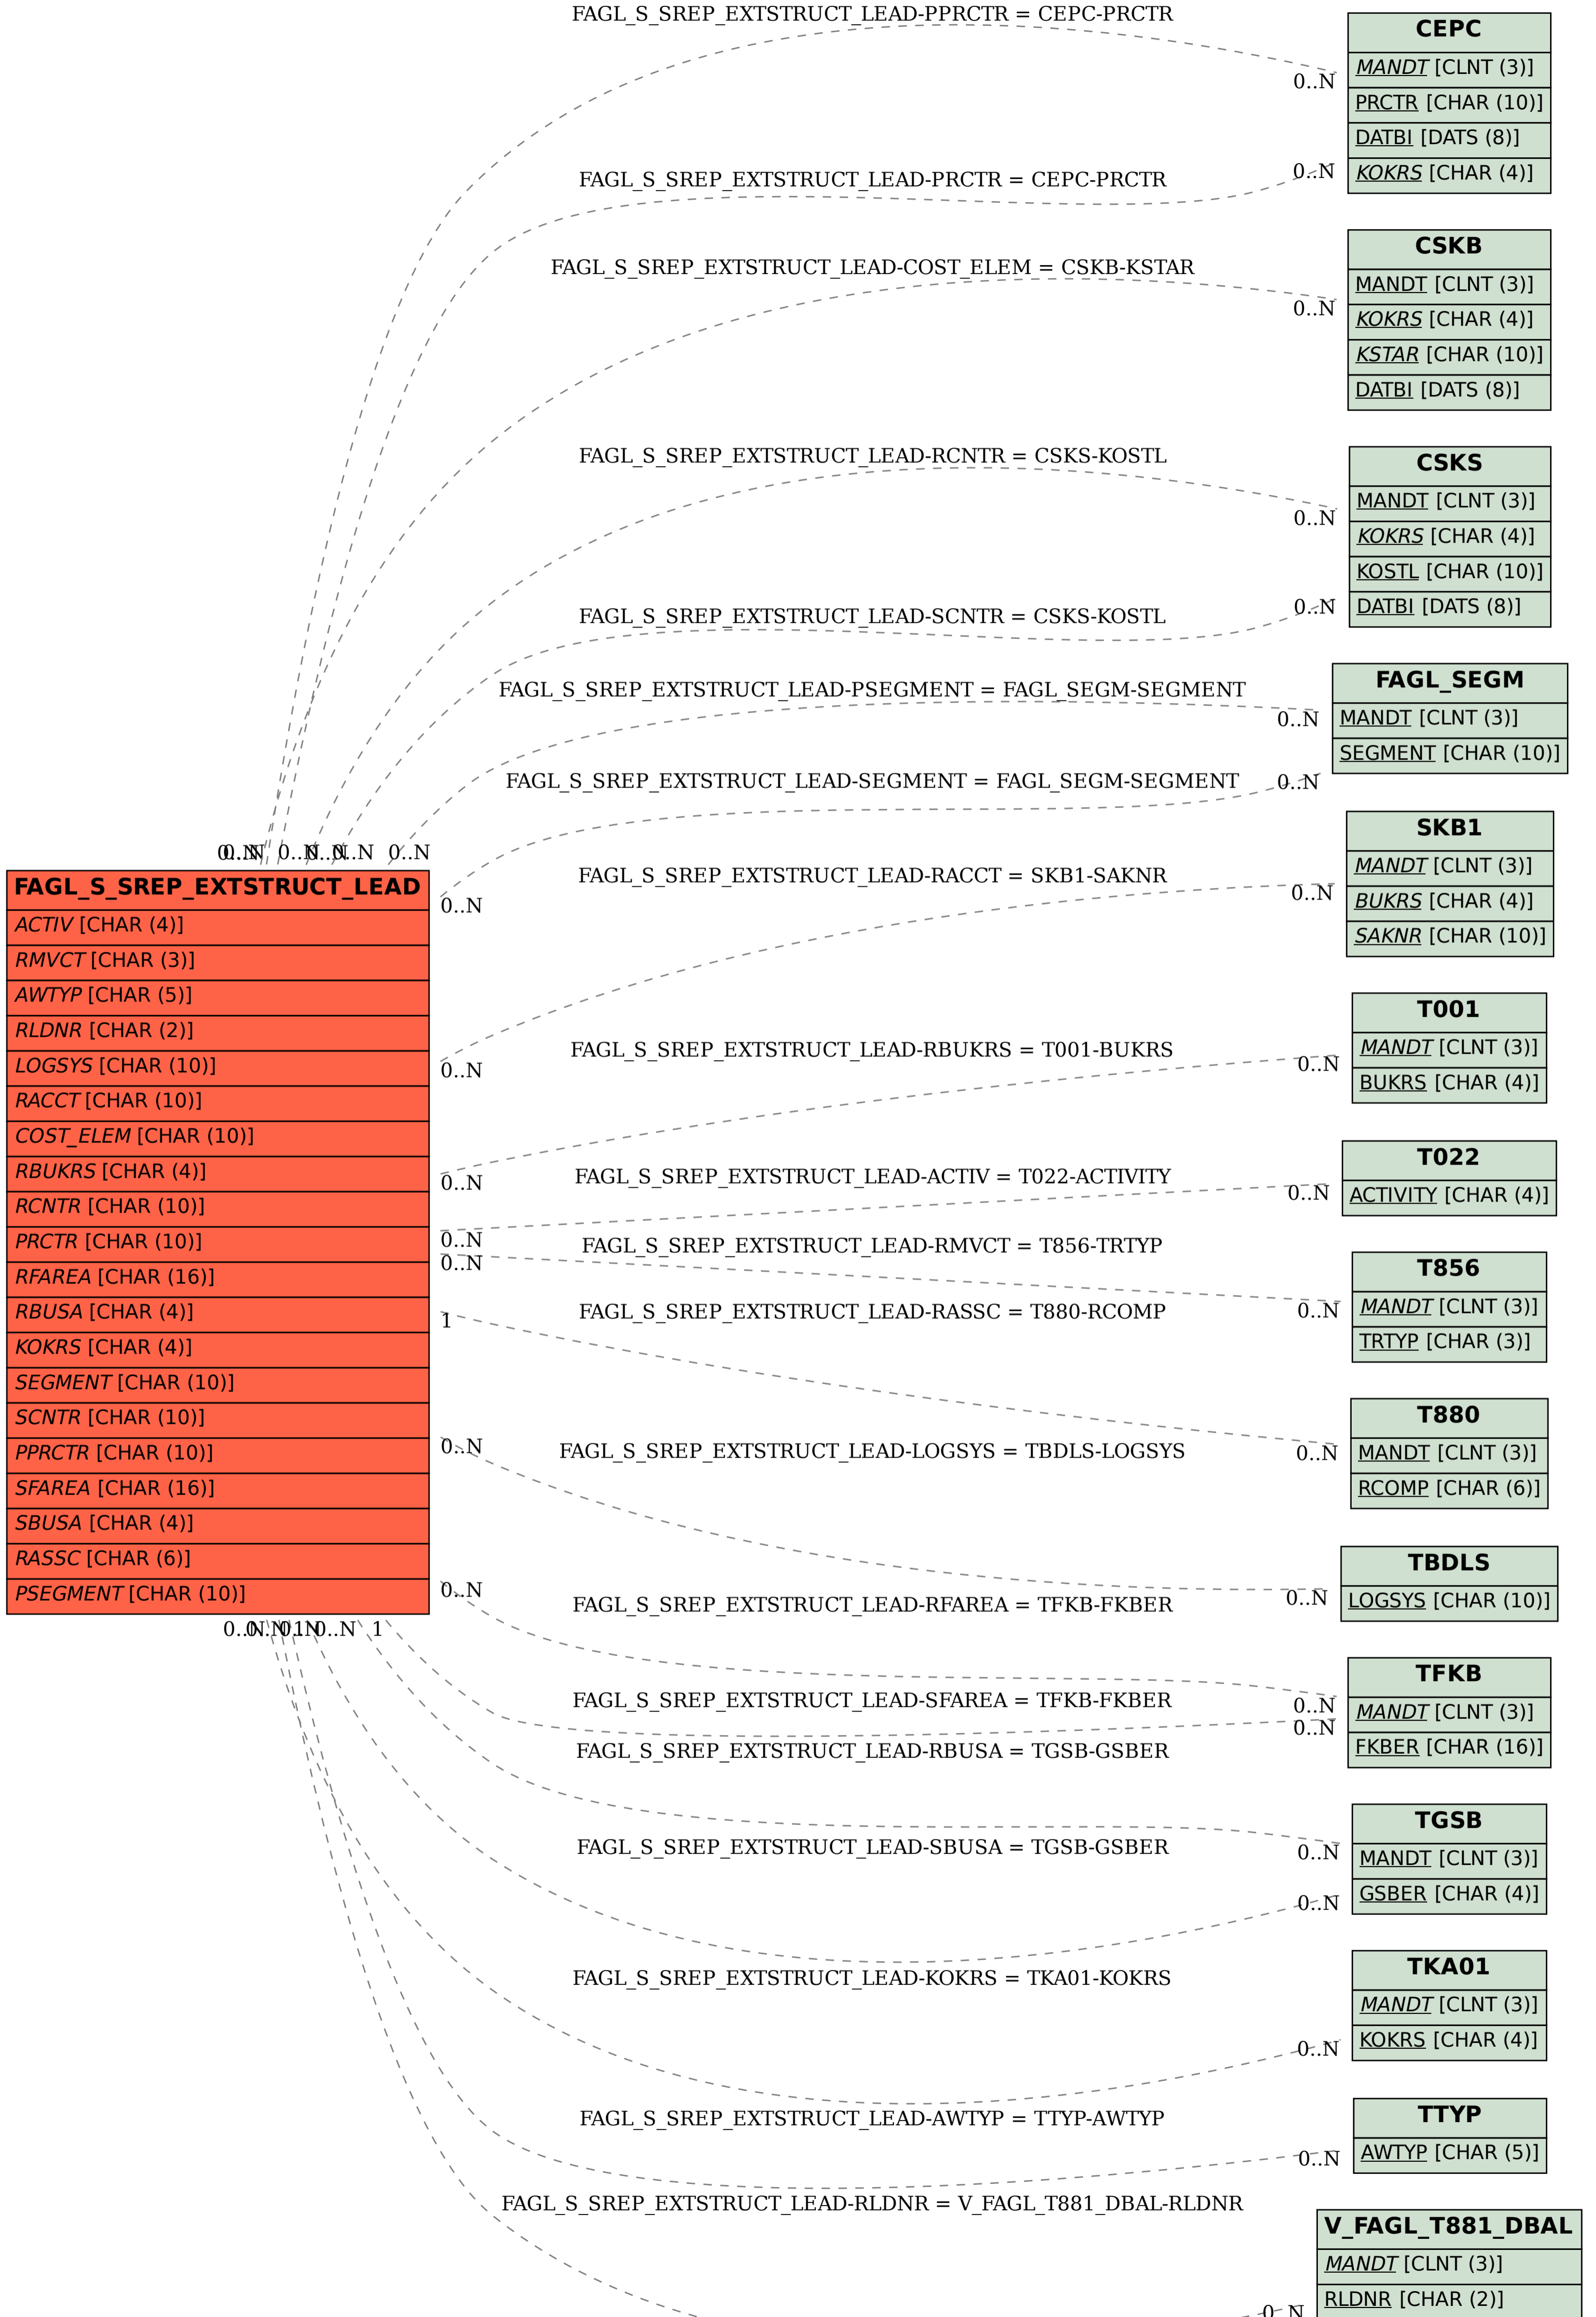 FAGL_S_SREP_EXTSTRUCT_LEAD
ACTIV [CHAR (4)]
RMVCT [CHAR (3)]
AWTYP [CHAR (5)]
RLDNR [CHAR (2)]
LOGSYS [CHAR (10)]
RACCT [CHAR (10)]
COST_ELEM [CHAR (10)]
RBUKRS [CHAR (4)]
RCNTR [CHAR (10)]
PRCTR [CHAR (10)]
RFAREA [CHAR (16)]
RBUSA [CHAR (4)]
KOKRS [CHAR (4)]
SEGMENT [CHAR (10)]
SCNTR [CHAR (10)]
PPRCTR [CHAR (10)]
SFAREA [CHAR (16)]
SBUSA [CHAR (4)]
RASSC [CHAR (6)]
PSEGMENT [CHAR (10)]
FAGL_S_SREP_EXTSTRUCT_LEAD-PPRCTR = CEPC-PRCTR
0..N
0..N
FAGL_S_SREP_EXTSTRUCT_LEAD-PRCTR = CEPC-PRCTR
0..N
0..N
FAGL_S_SREP_EXTSTRUCT_LEAD-COST_ELEM = CSKB-KSTAR
0..N
0..N
FAGL_S_SREP_EXTSTRUCT_LEAD-RCNTR = CSKS-KOSTL
0..N
0..N
FAGL_S_SREP_EXTSTRUCT_LEAD-SCNTR = CSKS-KOSTL
0..N
0..N
FAGL_S_SREP_EXTSTRUCT_LEAD-PSEGMENT = FAGL_SEGM-SEGMENT
0..N
0..N
FAGL_S_SREP_EXTSTRUCT_LEAD-SEGMENT = FAGL_SEGM-SEGMENT
0..N
0..N
FAGL_S_SREP_EXTSTRUCT_LEAD-RACCT = SKB1-SAKNR
0..N
0..N
FAGL_S_SREP_EXTSTRUCT_LEAD-RBUKRS = T001-BUKRS
0..N
0..N
FAGL_S_SREP_EXTSTRUCT_LEAD-ACTIV = T022-ACTIVITY
0..N
0..N
FAGL_S_SREP_EXTSTRUCT_LEAD-RMVCT = T856-TRTYP
0..N
0..N
FAGL_S_SREP_EXTSTRUCT_LEAD-RASSC = T880-RCOMP
1
0..N
FAGL_S_SREP_EXTSTRUCT_LEAD-LOGSYS = TBDLS-LOGSYS
0..N
0..N
FAGL_S_SREP_EXTSTRUCT_LEAD-RFAREA = TFKB-FKBER
0..N
0..N
FAGL_S_SREP_EXTSTRUCT_LEAD-SFAREA = TFKB-FKBER
1
0..N
FAGL_S_SREP_EXTSTRUCT_LEAD-RBUSA = TGSB-GSBER
0..N
0..N
FAGL_S_SREP_EXTSTRUCT_LEAD-SBUSA = TGSB-GSBER
0..N
FAGL_S_SREP_EXTSTRUCT_LEAD-KOKRS = TKA01-KOKRS
0..N
0..N
FAGL_S_SREP_EXTSTRUCT_LEAD-AWTYP = TTYP-AWTYP
0..N
FAGL_S_SREP_EXTSTRUCT_LEAD-RLDNR = V_FAGL_T881_DBAL-RLDNR
CEPC
MANDT [CLNT (3)]
PRCTR [CHAR (10)]
DATBI [DATS (8)]
KOKRS [CHAR (4)]
CSKB
MANDT [CLNT (3)]
KOKRS [CHAR (4)]
KSTAR [CHAR (10)]
DATBI [DATS (8)]
CSKS
MANDT [CLNT (3)]
KOKRS [CHAR (4)]
KOSTL [CHAR (10)]
DATBI [DATS (8)]
FAGL_SEGM
MANDT [CLNT (3)]
SEGMENT [CHAR (10)]
SKB1
MANDT [CLNT (3)]
BUKRS [CHAR (4)]
SAKNR [CHAR (10)]
T001
MANDT [CLNT (3)]
BUKRS [CHAR (4)]
T022
ACTIVITY [CHAR (4)]
T856
MANDT [CLNT (3)]
TRTYP [CHAR (3)]
T880
MANDT [CLNT (3)]
RCOMP [CHAR (6)]
TBDLS
LOGSYS [CHAR (10)]
TFKB
MANDT [CLNT (3)]
FKBER [CHAR (16)]
TGSB
MANDT [CLNT (3)]
GSBER [CHAR (4)]
TKA01
MANDT [CLNT (3)]
KOKRS [CHAR (4)]
TTYP
AWTYP [CHAR (5)]
V_FAGL_T881_DBAL
MANDT [CLNT (3)]
RLDNR [CHAR (2)]